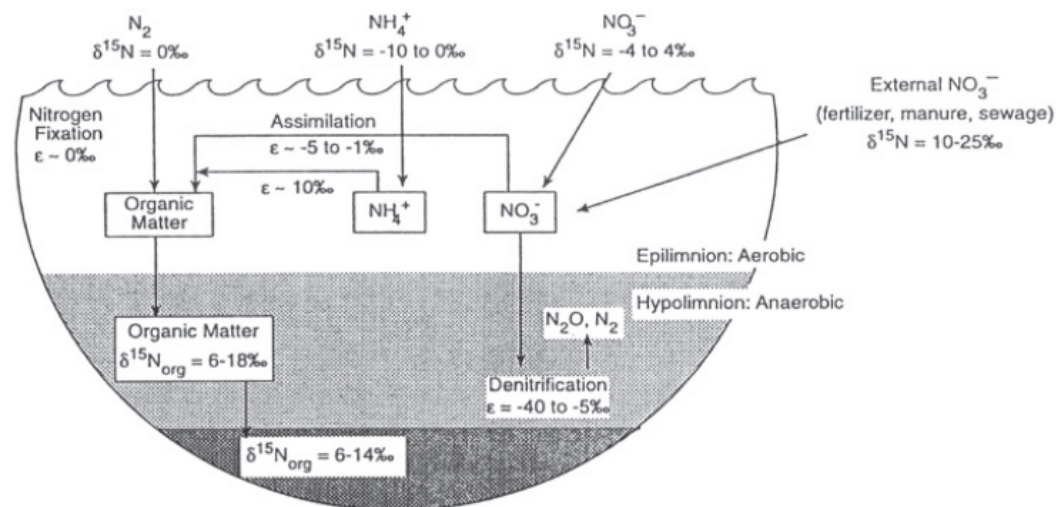 N₂
δ¹⁵N = 0‰
NH₄⁺
δ¹⁵N = -10 to 0‰
NO₃⁻
δ¹⁵N = -4 to 4‰
External NO₃⁻
(fertilizer, manure, sewage)
δ¹⁵N = 10-25‰
Nitrogen
Fixation
ε ~ 0‰
Assimilation
ε ~ -5 to -1‰
ε ~ 10‰
Organic
Matter
NH₄⁺
NO₃⁻
Epilimnion: Aerobic
Hypolimnion: Anaerobic
Organic Matter
δ¹⁵N_org = 6-18‰
N₂O, N₂
Denitrification
ε = -40 to -5‰
δ¹⁵N_org = 6-14‰